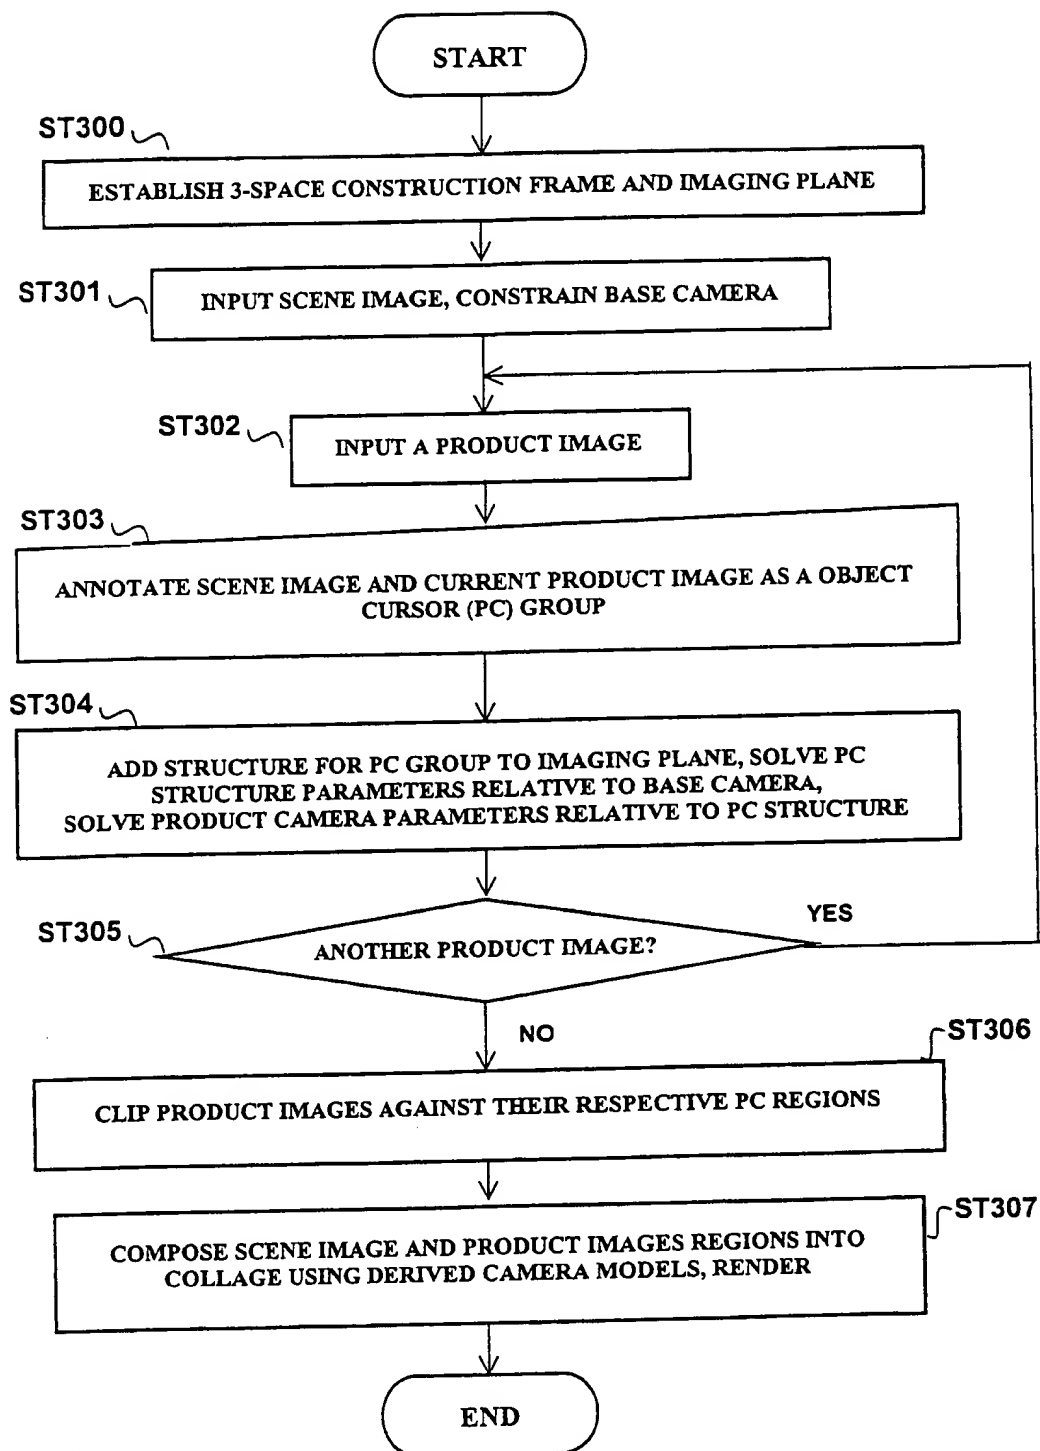 START
ST300
ESTABLISH 3-SPACE CONSTRUCTION FRAME AND IMAGING PLANE
ST301
INPUT SCENE IMAGE, CONSTRAIN BASE CAMERA
ST302
INPUT A PRODUCT IMAGE
ST303
ANNOTATE SCENE IMAGE AND CURRENT PRODUCT IMAGE AS A OBJECT
CURSOR (PC) GROUP
ST304
ADD STRUCTURE FOR PC GROUP TO IMAGING PLANE, SOLVE PC
STRUCTURE PARAMETERS RELATIVE TO BASE CAMERA,
SOLVE PRODUCT CAMERA PARAMETERS RELATIVE TO PC STRUCTURE
ST305
ANOTHER PRODUCT IMAGE?
YES
NO
ST306
CLIP PRODUCT IMAGES AGAINST THEIR RESPECTIVE PC REGIONS
ST307
COMPOSE SCENE IMAGE AND PRODUCT IMAGES REGIONS INTO
COLLAGE USING DERIVED CAMERA MODELS, RENDER
END